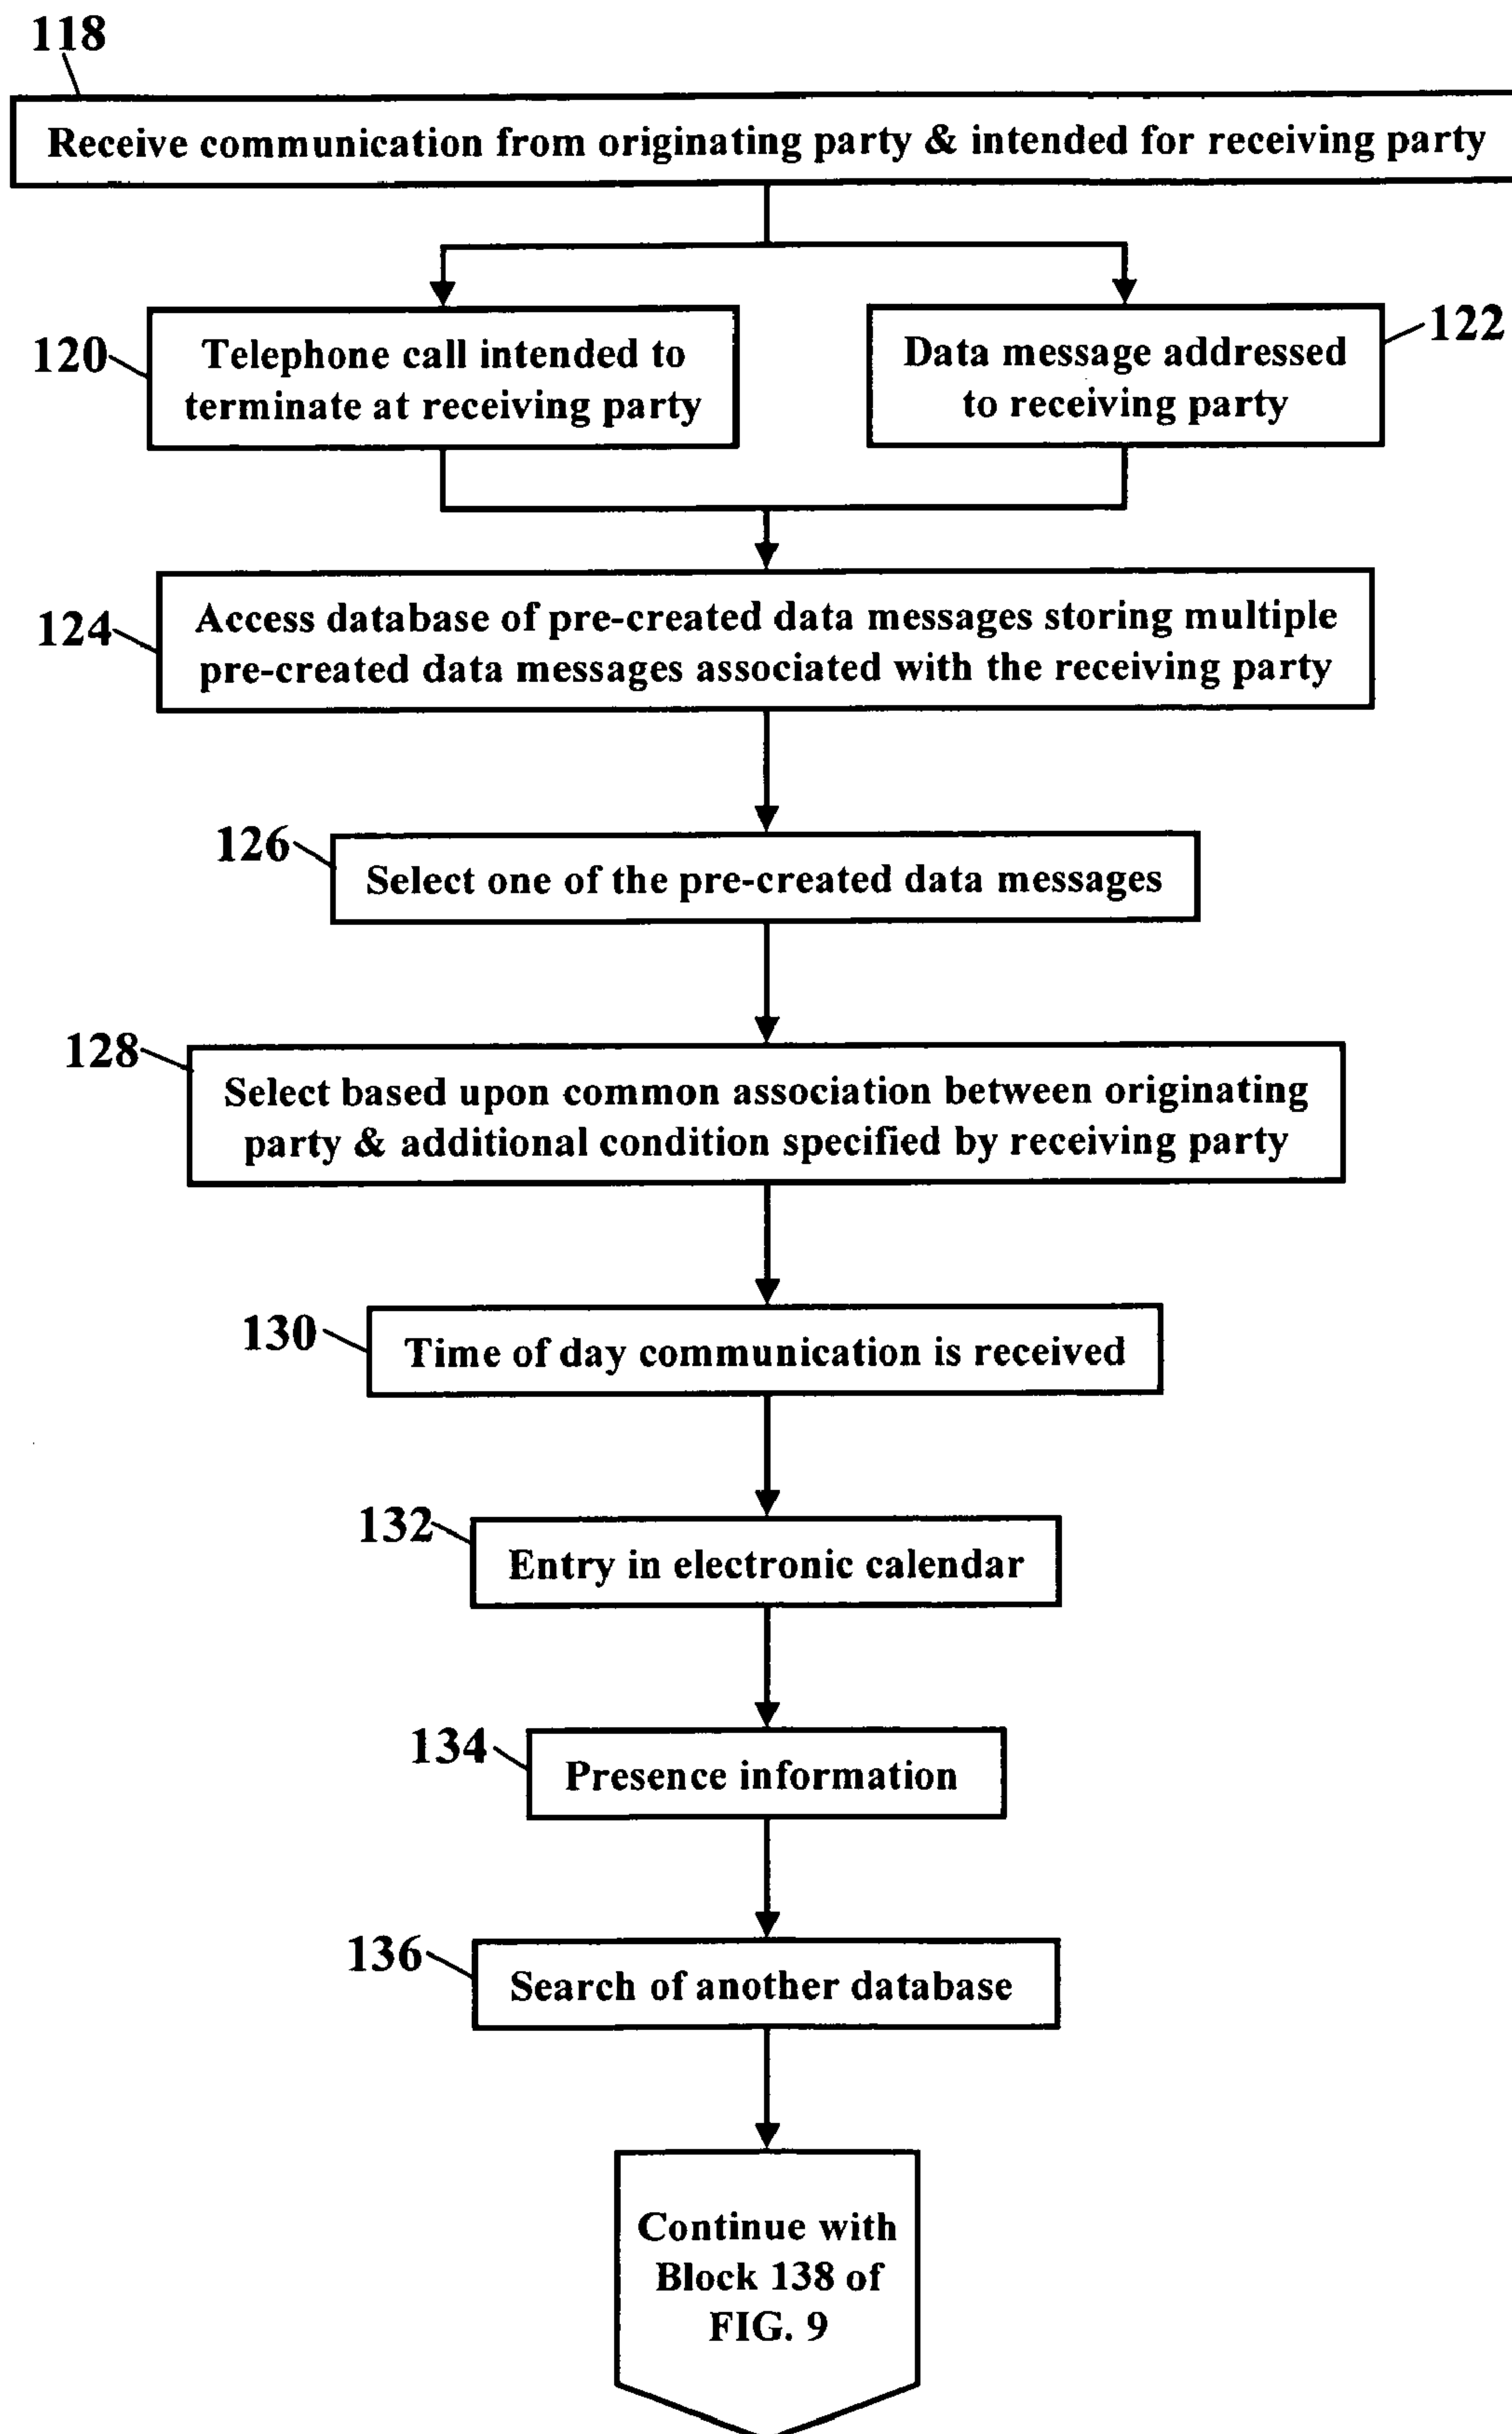 118
Receive communication from originating party & intended for receiving party
120
Telephone call intended to
terminate at receiving party
122
Data message addressed
to receiving party
124
Access database of pre-created data messages storing multiple
pre-created data messages associated with the receiving party
126
Select one of the pre-created data messages
128
Select based upon common association between originating
party & additional condition specified by receiving party
130
Time of day communication is received
132
Entry in electronic calendar
134
Presence information
136
Search of another database
Continue with
Block 138 of
FIG. 9